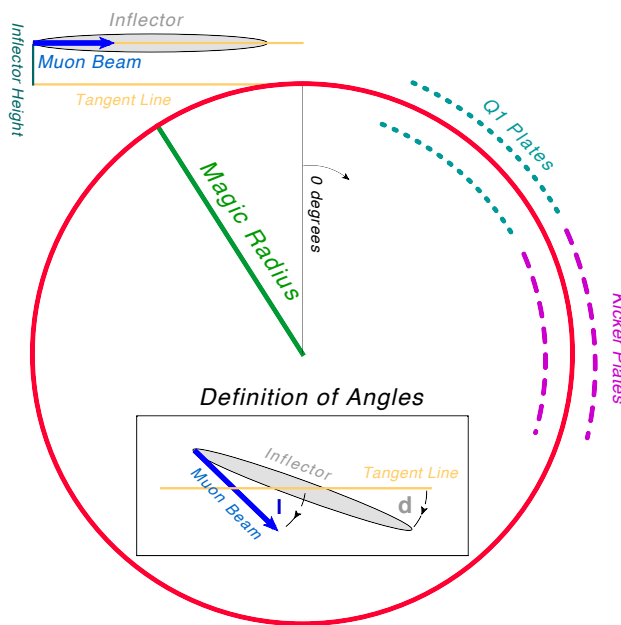 Inflector
Inflector Height
Muon Beam
Tangent Line
Q1 Plates
Magic Radius
0 degrees
Kicker Plates
Definition of Angles
Inflector
Tangent Line
Muon Beam
I
d